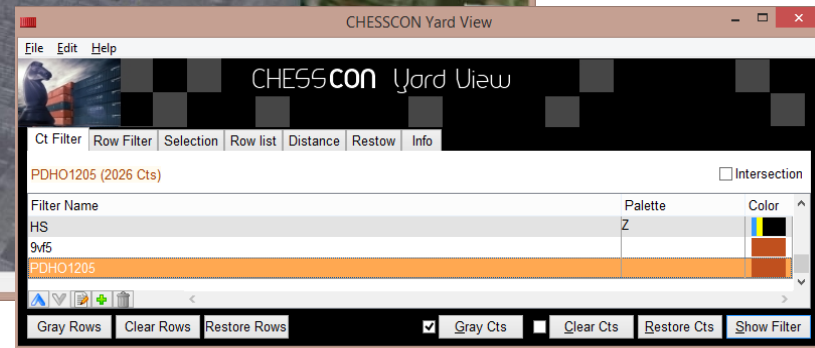 CHESSCON Yard View
File Edit Help
CHESSCON Yard View
Ct Filter Row Filter Selection Row list Distance Restow Info
PDHO1205 (2026 Cts) Intersection
Filter Name Palette Color
HS Z
9vf5
PDHO1205
Gray Rows Clear Rows Restore Rows Gray Cts Clear Cts Restore Cts Show Filter